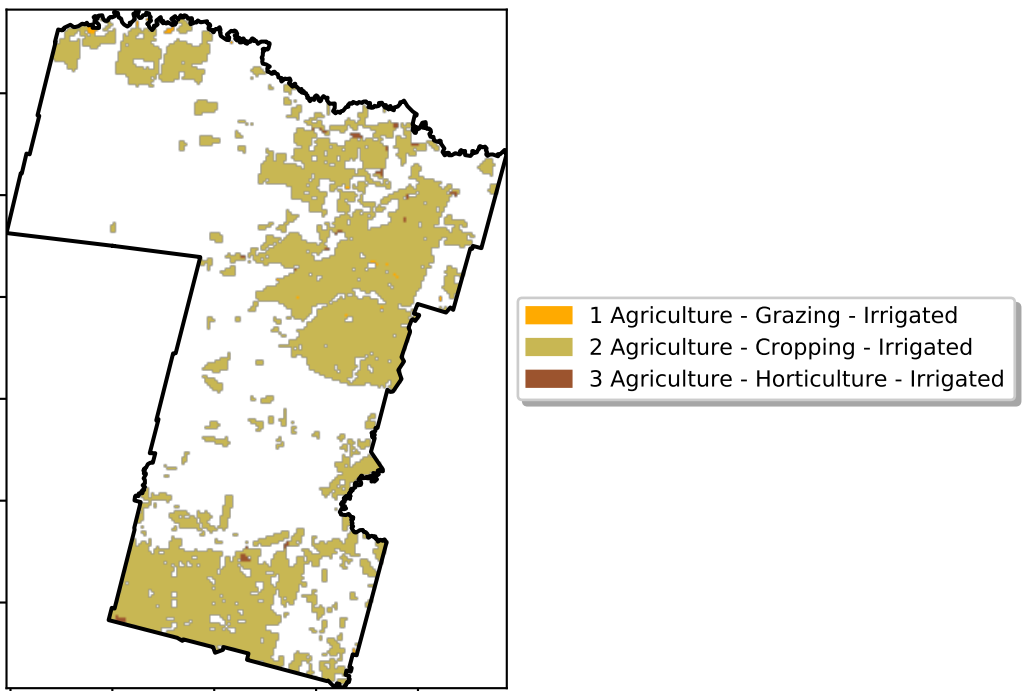 1 Agriculture - Grazing - Irrigated
2 Agriculture - Cropping - Irrigated
3 Agriculture - Horticulture - Irrigated